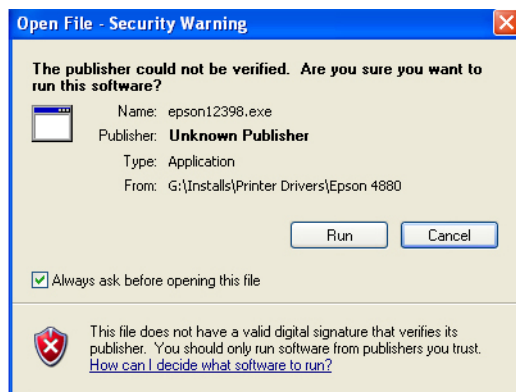 Open File - Security Warning
The publisher could not be verified.  Are you sure you want to
run this software?
Name: epson12398.exe
Publisher: Unknown Publisher
Type: Application
From: G:\Installs\Printer Drivers\Epson 4880
Run Cancel
Always ask before opening this file
This file does not have a valid digital signature that verifies its
publisher.  You should only run software from publishers you trust.
How can I decide what software to run?